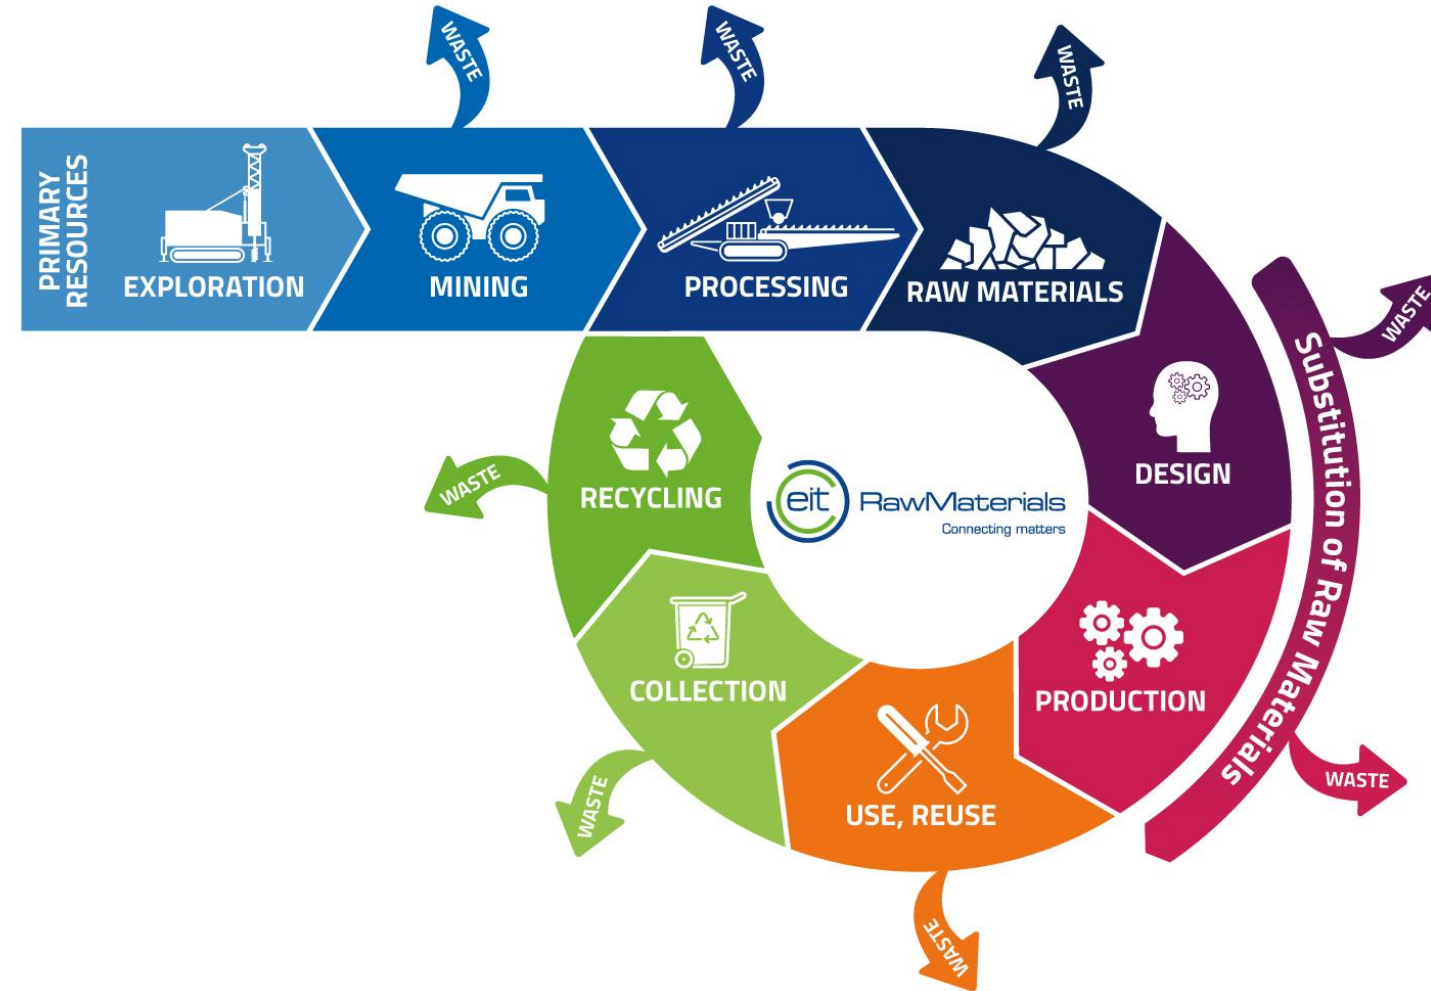 WASTE
WASTE
WASTE
PRIMARY
RESOURCES
EXPLORATION
MINING
PROCESSING
RAW MATERIALS
WASTE
Substitution of Raw Materials
DESIGN
PRODUCTION
WASTE
USE, REUSE
WASTE
COLLECTION
WASTE
RECYCLING
WASTE
eit RawMaterials
Connecting matters